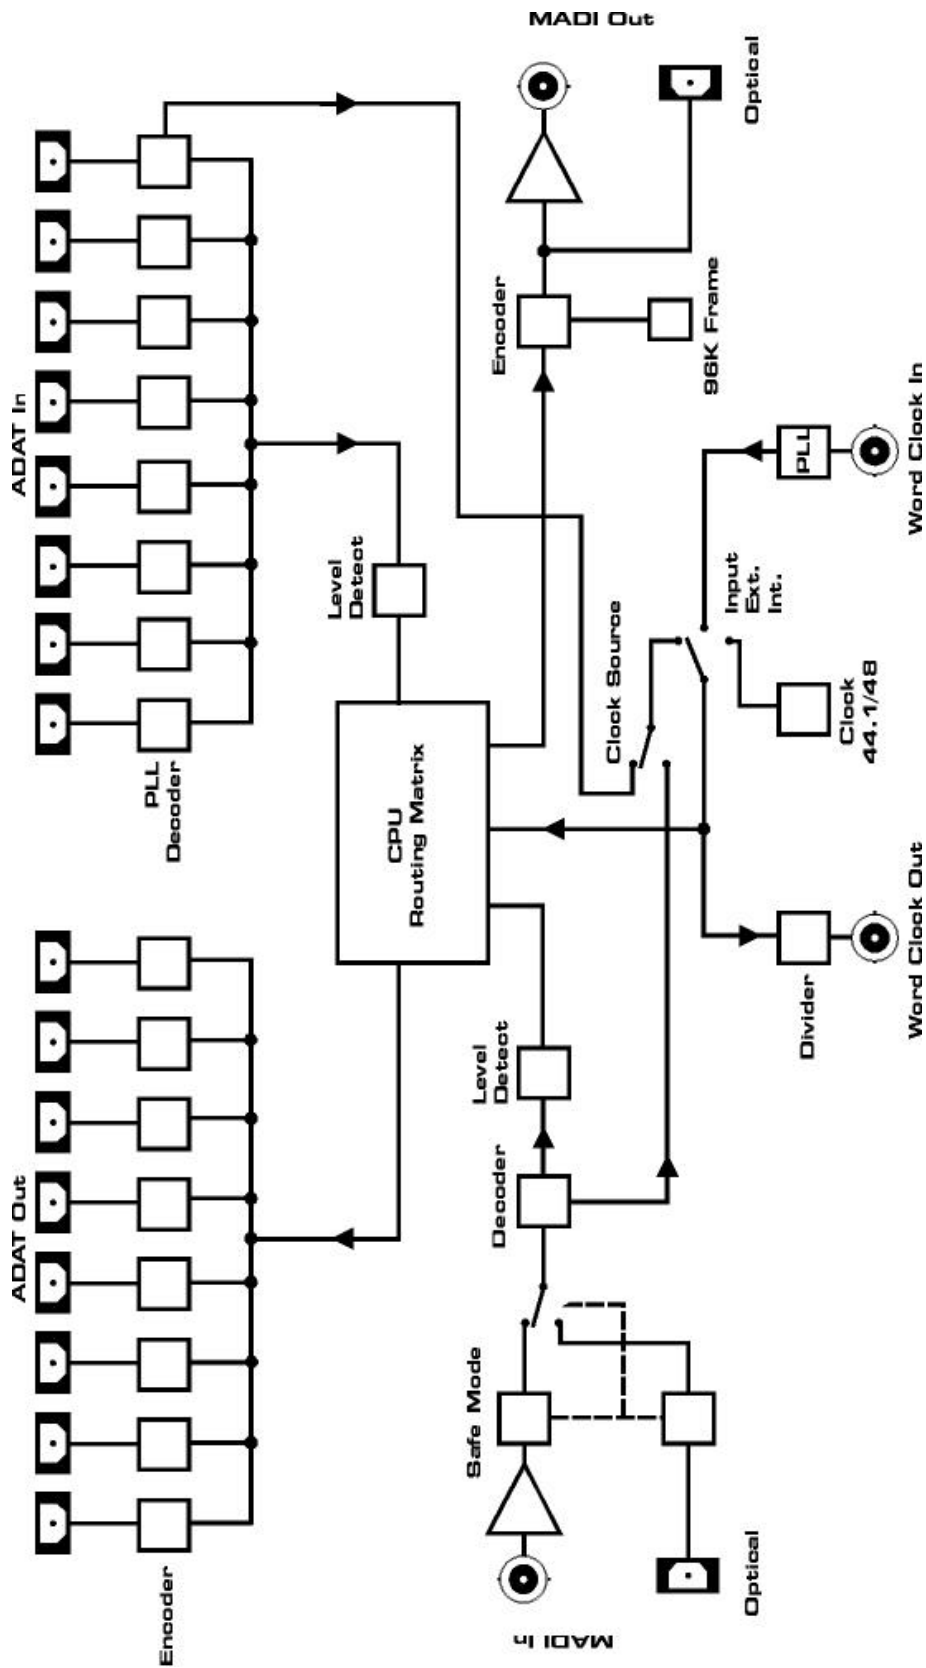 MADI Out
Optical
ADAT In
Encoder
96K Frame
Word Clock In
PLL
Level
Detect
Input
Ext.
Int.
Clock Source
Clock
44.1/48
PLL
Decoder
CPU
Routing Matrix
Word Clock Out
Divider
Level
Detect
Decoder
ADAT Out
Safe Mode
Encoder
Optical
MADI In